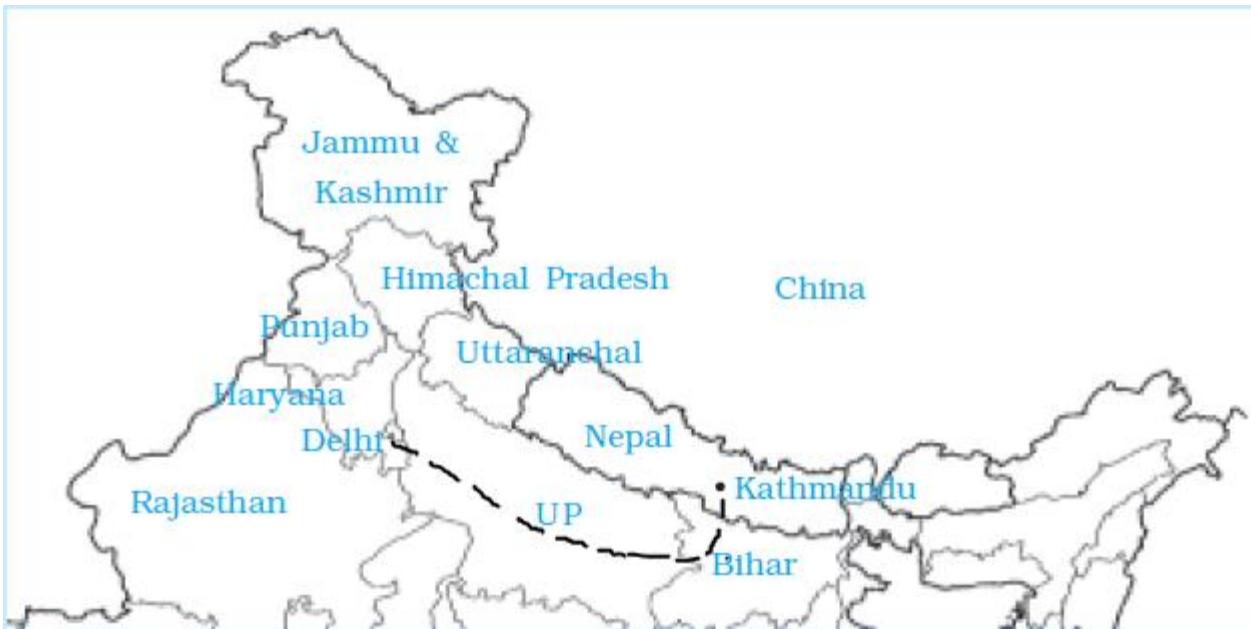 Jammu &
Kashmir
Himachal Pradesh
China
Punjab
Uttaranchal
Haryana
Delhi
Nepal
Kathmandu
Rajasthan
UP
Bihar